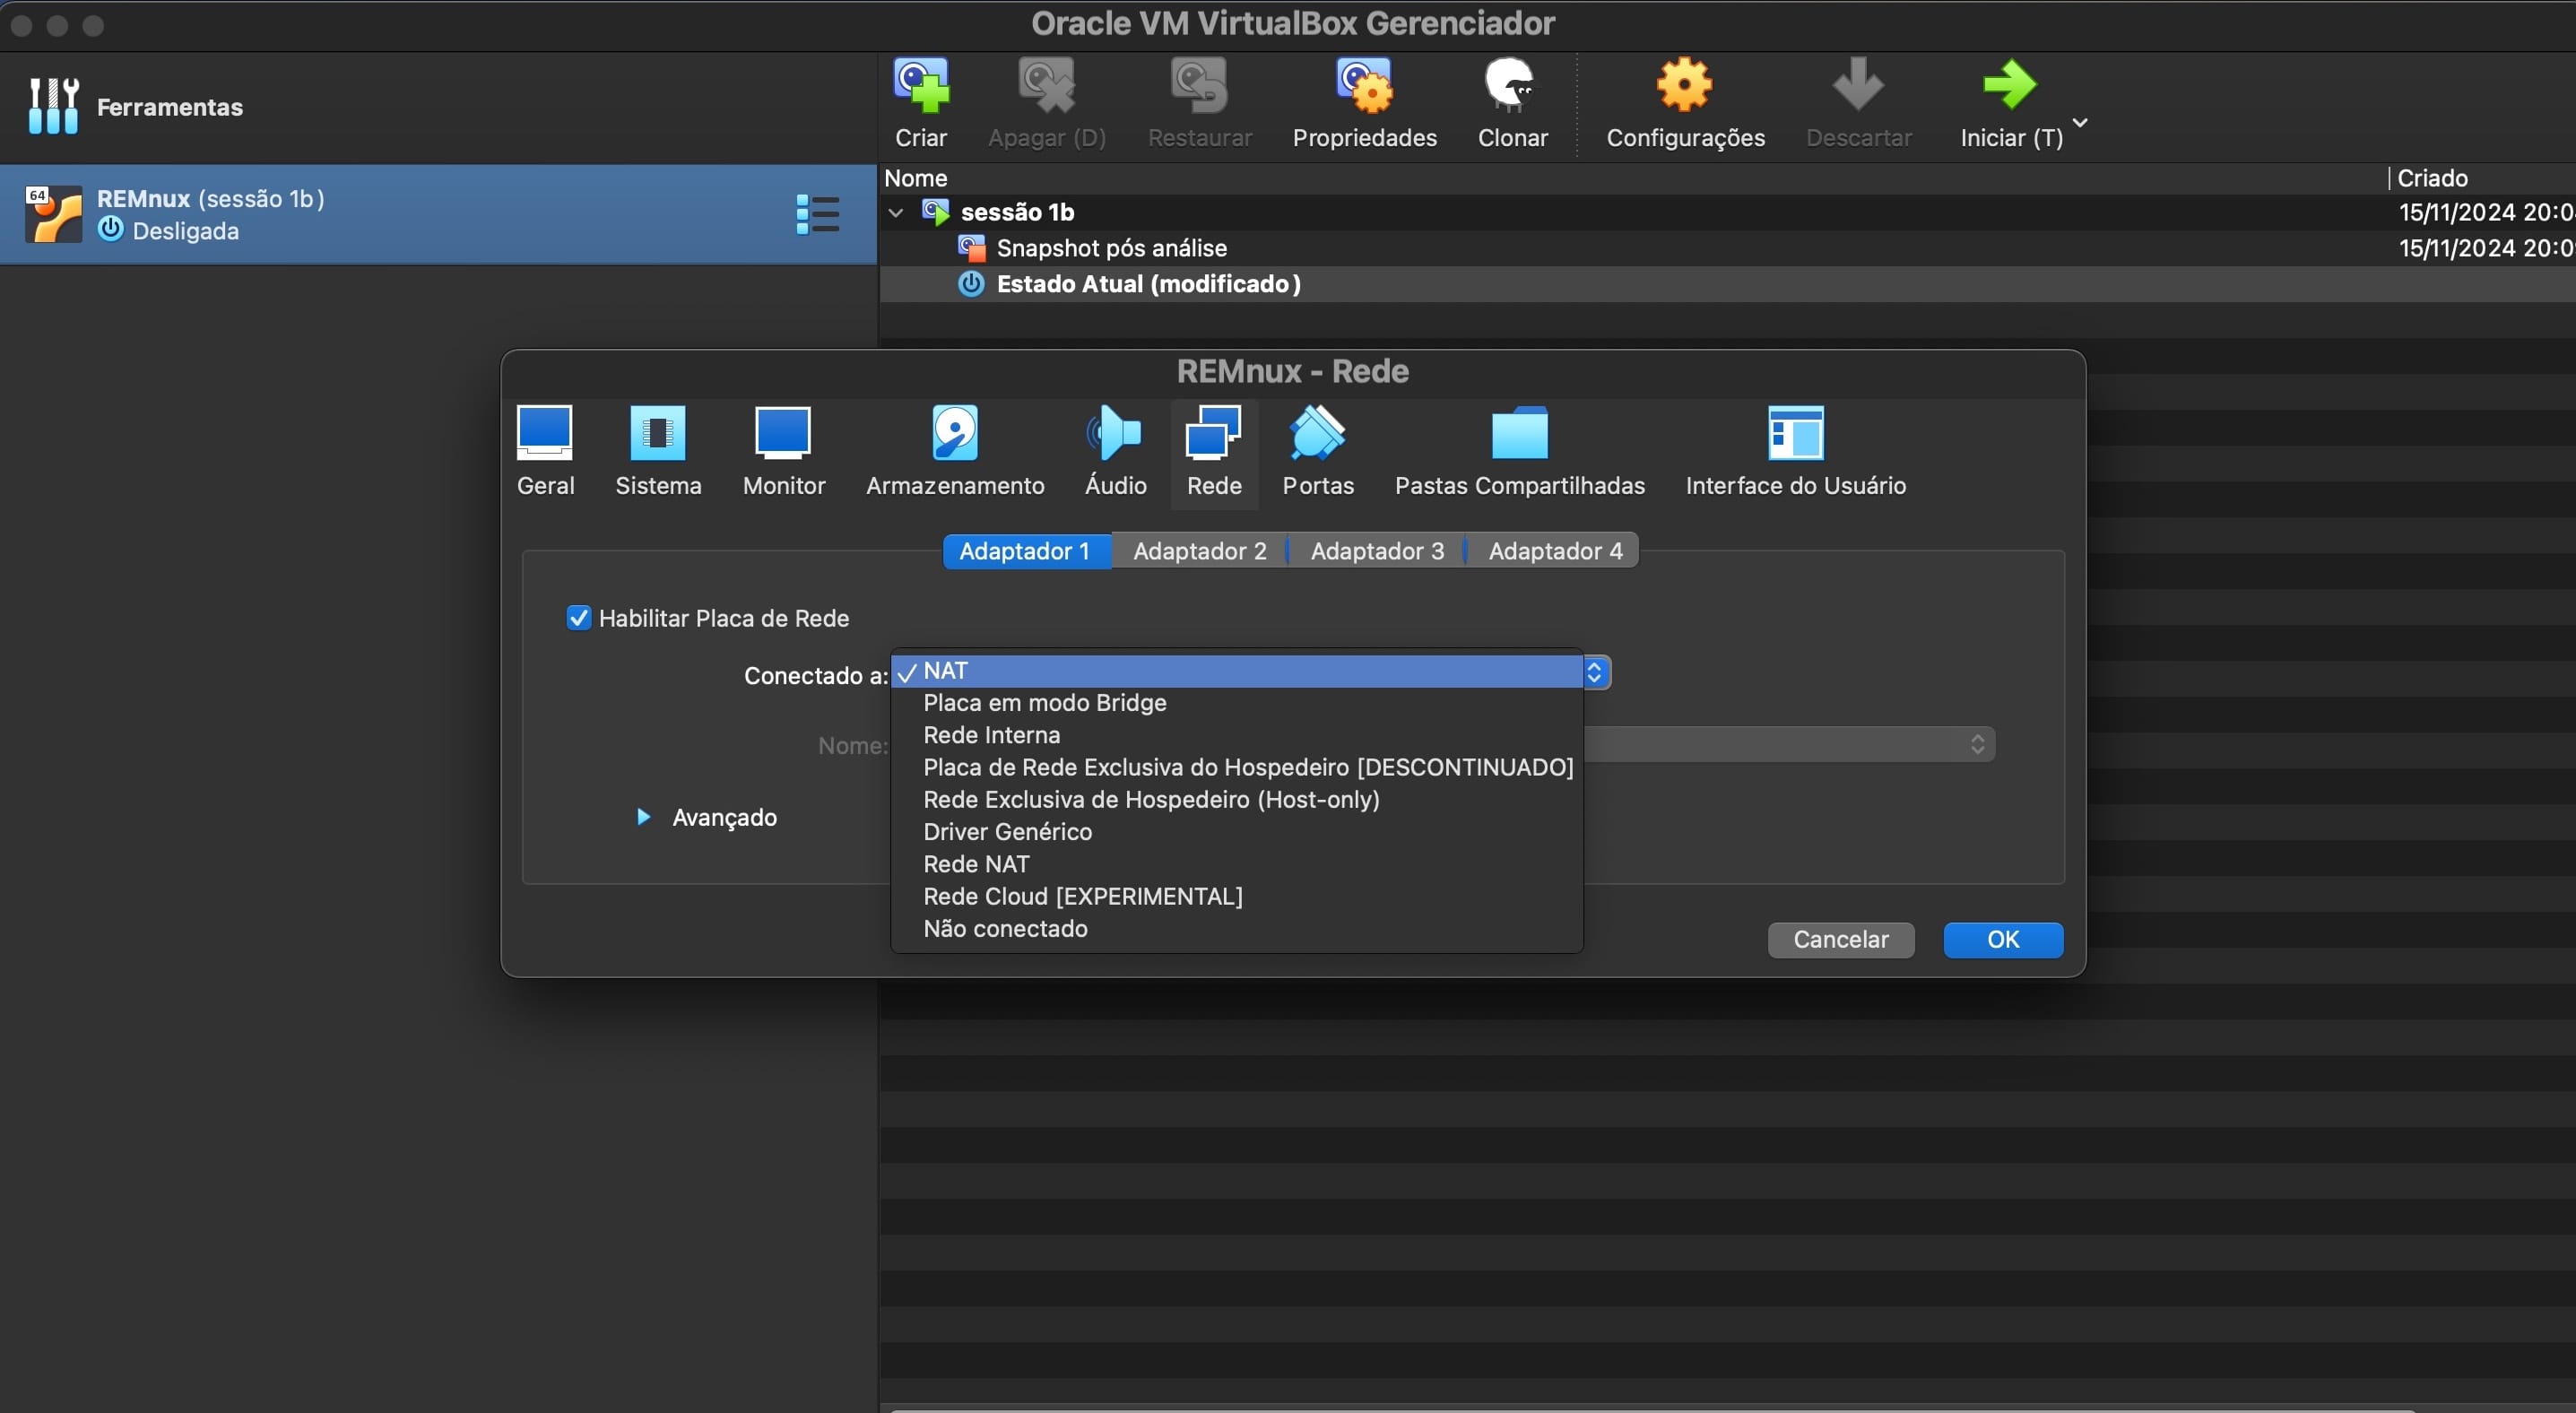 Oracle VM VirtualBox Gerenciador
Ferramentas
Criar Apagar (D) Restaurar Propriedades Clonar Configurações Descartar Iniciar (T)
64
REMnux (sessão 1b)
Desligada
Nome Criado
sessão 1b 15/11/2024 20:0
Snapshot pós análise 15/11/2024 20:0
Estado Atual (modificado)
REMnux - Rede
Geral Sistema Monitor Armazenamento Áudio Rede Portas Pastas Compartilhadas Interface do Usuário
Adaptador 1 Adaptador 2 Adaptador 3 Adaptador 4
Habilitar Placa de Rede
Conectado a: NAT
Placa em modo Bridge
Nome: Rede Interna
Placa de Rede Exclusiva do Hospedeiro [DESCONTINUADO]
Rede Exclusiva de Hospedeiro (Host-only)
Avançado
Driver Genérico
Rede NAT
Rede Cloud [EXPERIMENTAL]
Não conectado
Cancelar OK